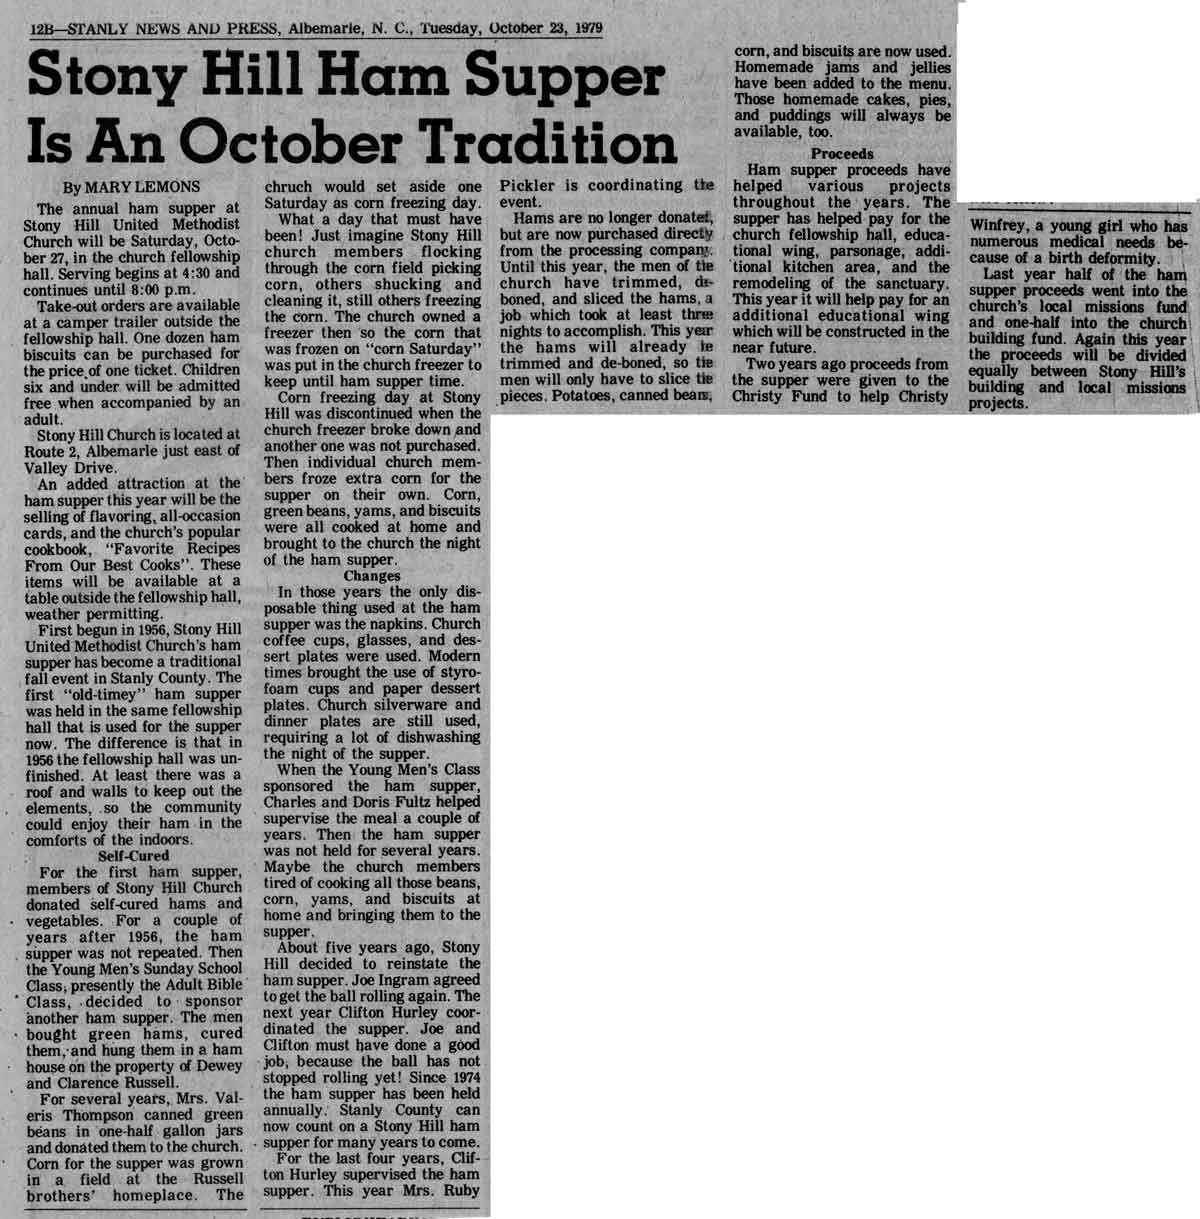 12B—STANLY NEWS AND PRESS, Albemarle, N. C., Tuesday, October 23, 1979
Stony Hill Ham Supper
Is An October Tradition
By MARY LEMONS
The annual ham supper at
Stony Hill United Methodist
Church will be Saturday, Octo-
ber 27, in the church fellowship
hall. Serving begins at 4:30 and
continues until 8:00 p.m.
Take-out orders are available
at a camper trailer outside the
fellowship hall. One dozen ham
biscuits can be purchased for
the price of one ticket. Children
six and under will be admitted
free when accompanied by an
adult.
Stony Hill Church is located at
Route 2, Albemarle just east of
Valley Drive.
An added attraction at the
ham supper this year will be the
selling of flavoring, all-occasion
cards, and the church's popular
cookbook, "Favorite Recipes
From Our Best Cooks". These
items will be available at a
table outside the fellowship hall,
weather permitting.
First begun in 1956, Stony Hill
United Methodist Church's ham
supper has become a traditional
fall event in Stanly County. The
first "old-timey" ham supper
was held in the same fellowship
hall that is used for the supper
now. The difference is that in
1956 the fellowship hall was un-
finished. At least there was a
roof and walls to keep out the
elements, so the community
could enjoy their ham in the
comforts of the indoors.
Self-Cured
For the first ham supper,
members of Stony Hill Church
donated self-cured hams and
vegetables. For a couple of
years after 1956, the ham
supper was not repeated. Then
the Young Men's Sunday School
Class, presently the Adult Bible
Class, decided to sponsor
another ham supper. The men
bought green hams, cured
them, and hung them in a ham
house on the property of Dewey
and Clarence Russell.
For several years, Mrs. Val-
eris Thompson canned green
beans in one-half gallon jars
and donated them to the church.
Corn for the supper was grown
in a field at the Russell
brothers' homeplace. The
chruch would set aside one
Saturday as corn freezing day.
What a day that must have
been! Just imagine Stony Hill
church members flocking
through the corn field picking
corn, others shucking and
cleaning it, still others freezing
the corn. The church owned a
freezer then so the corn that
was frozen on "corn Saturday"
was put in the church freezer to
keep until ham supper time.
Corn freezing day at Stony
Hill was discontinued when the
church freezer broke down and
another one was not purchased.
Then individual church mem-
bers froze extra corn for the
supper on their own. Corn,
green beans, yams, and biscuits
were all cooked at home and
brought to the church the night
of the ham supper.
Changes
In those years the only dis-
posable thing used at the ham
supper was the napkins. Church
coffee cups, glasses, and des-
sert plates were used. Modern
times brought the use of styro-
foam cups and paper dessert
plates. Church silverware and
dinner plates are still used,
requiring a lot of dishwashing
the night of the supper.
When the Young Men's Class
sponsored the ham supper,
Charles and Doris Fultz helped
supervise the meal a couple of
years. Then the ham supper
was not held for several years.
Maybe the church members
tired of cooking all those beans,
corn, yams, and biscuits at
home and bringing them to the
supper.
About five years ago, Stony
Hill decided to reinstate the
ham supper. Joe Ingram agreed
to get the ball rolling again. The
next year Clifton Hurley coor-
dinated the supper. Joe and
Clifton must have done a good
job, because the ball has not
stopped rolling yet! Since 1974
the ham supper has been held
annually. Stanly County can
now count on a Stony Hill ham
supper for many years to come.
For the last four years, Clif-
ton Hurley supervised the ham
supper. This year Mrs. Ruby
Pickler is coordinating the
event.
Hams are no longer donated,
but are now purchased directly
from the processing company.
Until this year, the men of the
church have trimmed, de-
boned, and sliced the hams, a
job which took at least three
nights to accomplish. This year
the hams will already be
trimmed and de-boned, so the
men will only have to slice the
pieces. Potatoes, canned beans,
corn, and biscuits are now used.
Homemade jams and jellies
have been added to the menu.
Those homemade cakes, pies,
and puddings will always be
available, too.
Proceeds
Ham supper proceeds have
helped various projects
throughout the years. The
supper has helped pay for the
church fellowship hall, educa-
tional wing, parsonage, addi-
tional kitchen area, and the
remodeling of the sanctuary.
This year it will help pay for an
additional educational wing
which will be constructed in the
near future.
Two years ago proceeds from
the supper were given to the
Christy Fund to help Christy
Winfrey, a young girl who has
numerous medical needs be-
cause of a birth deformity.
Last year half of the ham
supper proceeds went into the
church's local missions fund
and one-half into the church
building fund. Again this year
the proceeds will be divided
equally between Stony Hill's
building and local missions
projects.